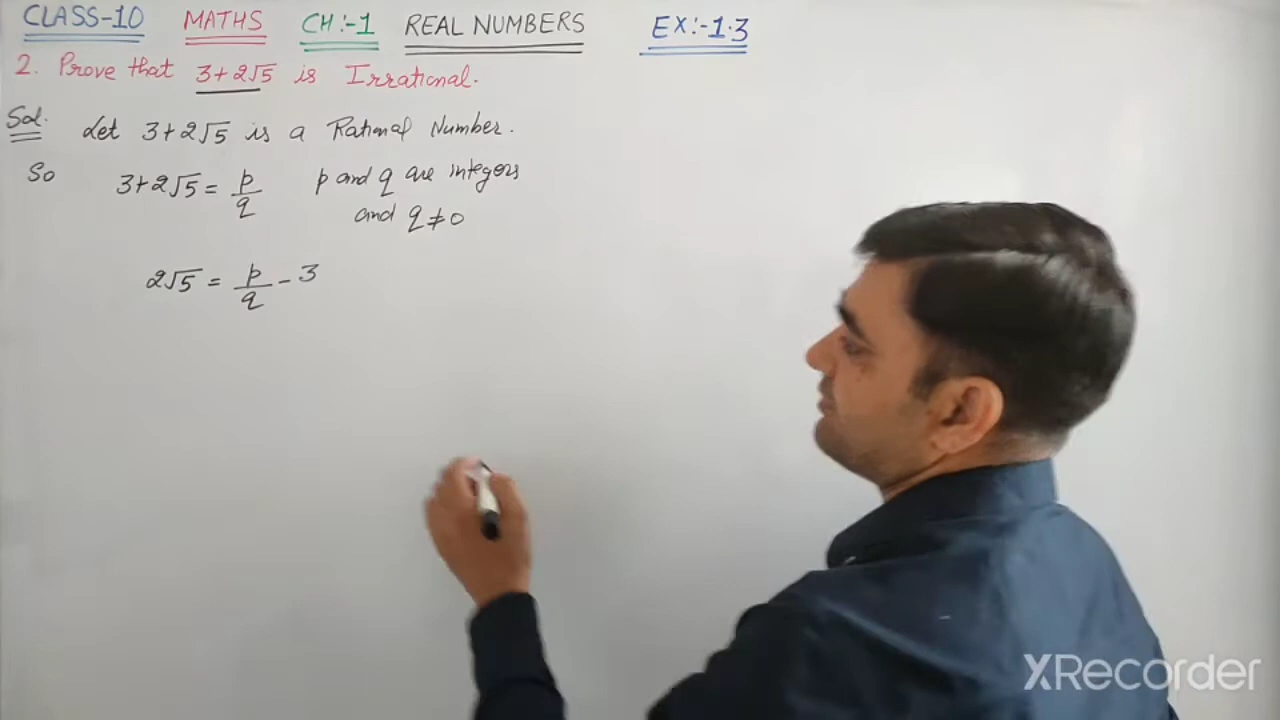 CLASS-10 MATHS CH:-1 REAL NUMBERS EX:-1.3
2. Prove that 3+2√5 is Irrational.
Sol. Let 3+2√5 is a Rational Number.
So 3+2√5 = p/q p and q are integers
and q≠0
2√5 = p/q - 3
XRecorder